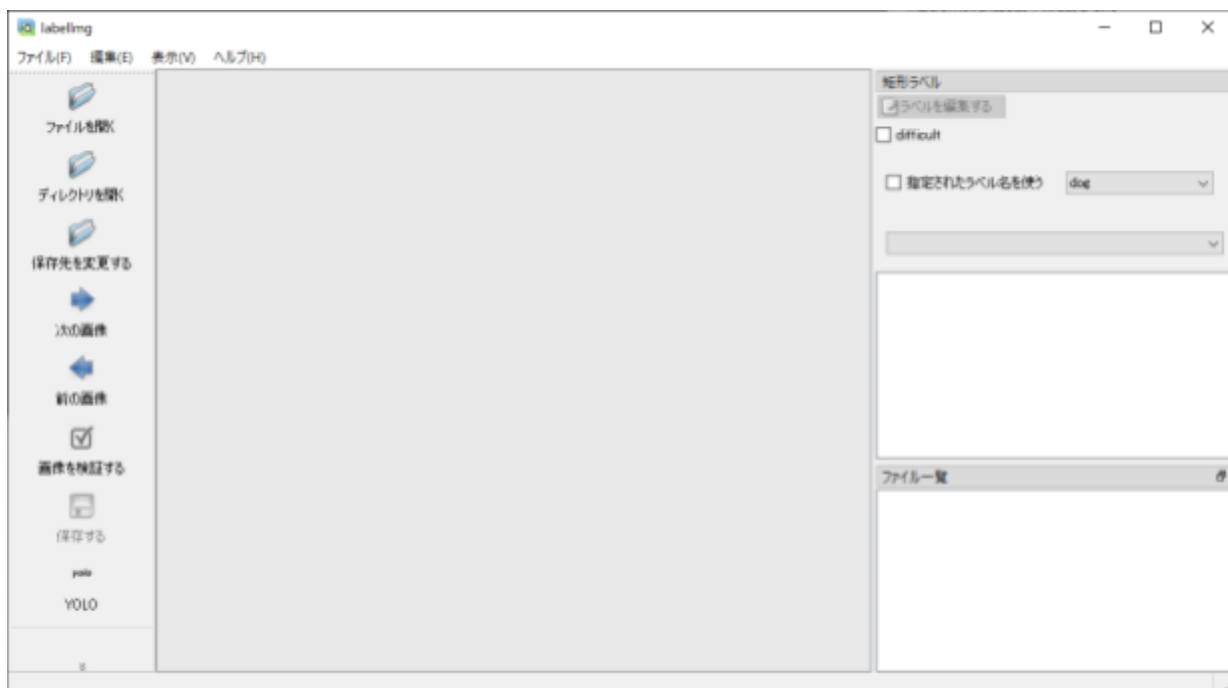 labelImg
ファイル(F) 編集(E) 表示(V) ヘルプ(H)
ファイルを開く
ディレクトリを開く
保存先を変更する
次の画像
前の画像
画像を検証する
保存する
yolo
YOLO
矩形ラベル
ラベルを編集する
difficult
指定されたラベル名を使う dog
ファイル一覧